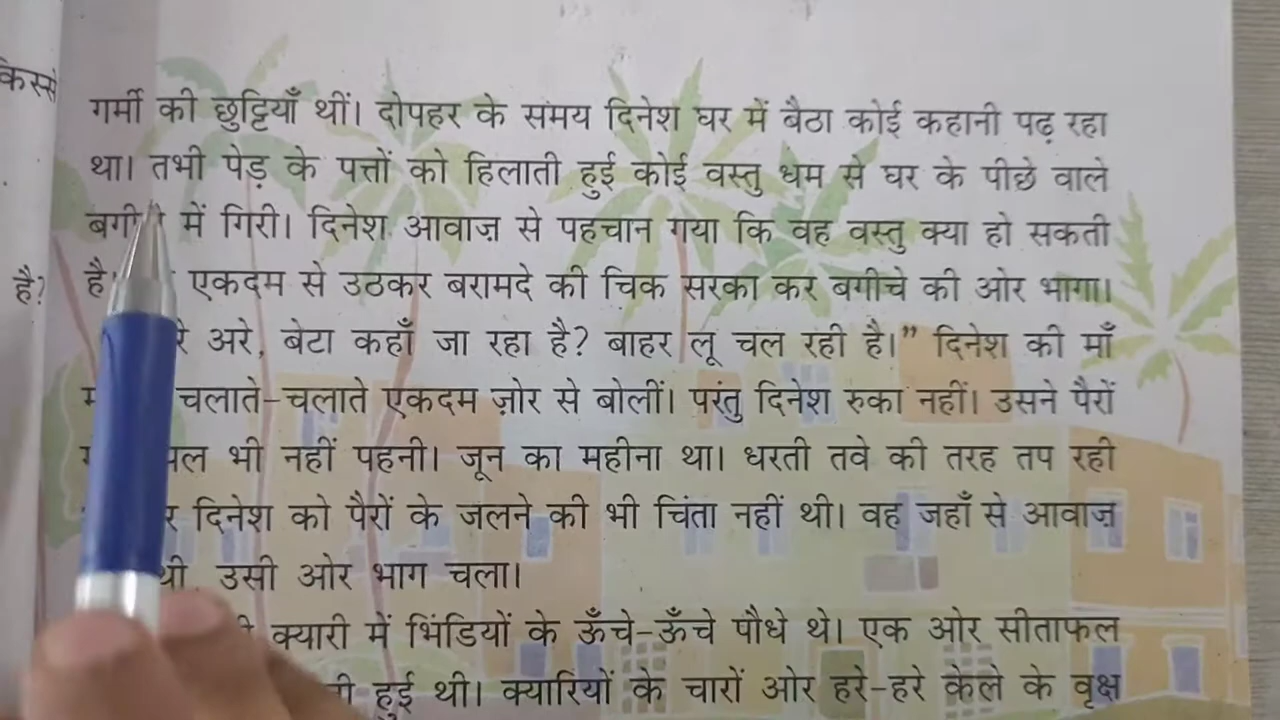 किस्से
गर्मी की छुट्टियाँ थीं। दोपहर के समय दिनेश घर में बैठा कोई कहानी पढ़ रहा
था। तभी पेड़ के पत्तों को हिलाती हुई कोई वस्तु धम से घर के पीछे वाले
में गिरी। दिनेश आवाज़ से पहचान गया कि वह वस्तु क्या हो सकती
है। एकदम से उठकर बरामदे की चिक सरका कर बगीचे की ओर भागा।
है?
अरे, बेटा कहाँ जा रहा है? बाहर लू चल रही है।” दिनेश की माँ
चलाते-चलाते एकदम ज़ोर से बोलीं। परंतु दिनेश रुका नहीं। उसने पैरों
भी नहीं पहनी। जून का महीना था। धरती तवे की तरह तप रही
दिनेश को पैरों के जलने की भी चिंता नहीं थी। वह जहाँ से आवाज़
थी उसी ओर भाग चला।
क्यारी में भिंडियों के ऊँचे-ऊँचे पौधे थे। एक ओर सीताफल
हुई थी। क्यारियों के चारों ओर हरे-हरे केले के वृक्ष